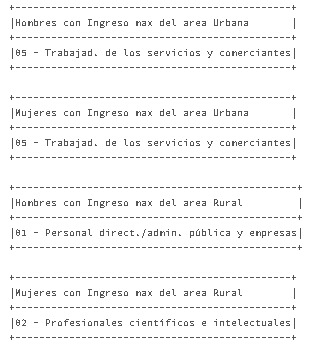 +------------------------------------------+
|Hombres con Ingreso max del area Urbana       |
+------------------------------------------+
|05 - Trabajad. de los servicios y comerciantes|
+------------------------------------------+
+------------------------------------------+
|Mujeres con Ingreso max del area Urbana       |
+------------------------------------------+
|05 - Trabajad. de los servicios y comerciantes|
+------------------------------------------+
+-------------------------------------------+
|Hombres con Ingreso max del area Rural         |
+-------------------------------------------+
|01 - Personal direct./admin. pública y empresas|
+-------------------------------------------+
+------------------------------------------+
|Mujeres con Ingreso max del area Rural        |
+------------------------------------------+
|02 - Profesionales científicos e intelectuales|
+------------------------------------------+